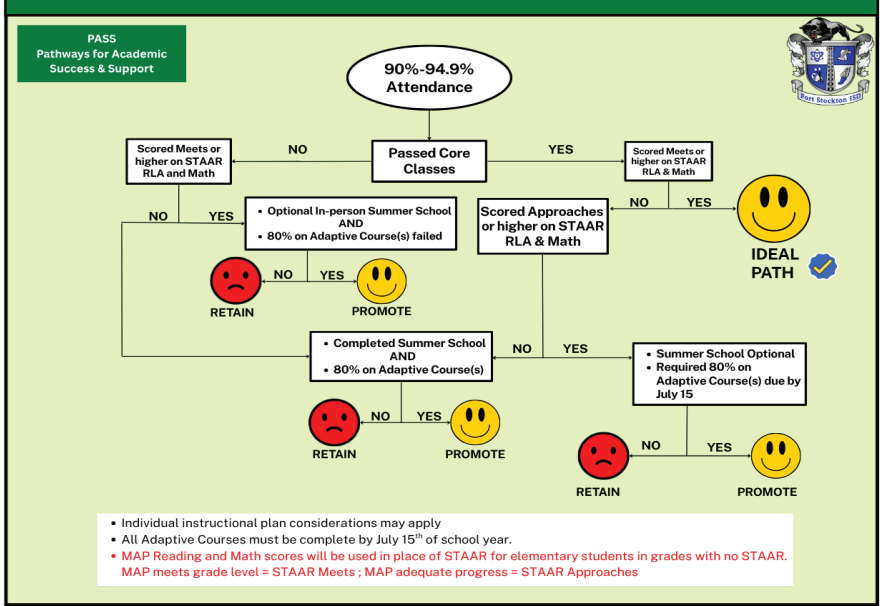 PASS
Pathways for Academic
Success & Support
Fort Stockton ISD
90%-94.9%
Attendance
Scored Meets or
higher on STAAR
RLA and Math
NO
Passed Core
Classes
YES
Scored Meets or
higher on STAAR
RLA & Math
NO
YES
• Optional In-person Summer School
AND
• 80% on Adaptive Course(s) failed
Scored Approaches
or higher on STAAR
RLA & Math
NO
YES
IDEAL
PATH
NO
YES
RETAIN
PROMOTE
• Completed Summer School
AND
• 80% on Adaptive Course(s)
NO
YES
• Summer School Optional
• Required 80% on
Adaptive Course(s) due by
July 15
NO
YES
RETAIN
PROMOTE
NO
YES
RETAIN
PROMOTE
• Individual instructional plan considerations may apply
• All Adaptive Courses must be complete by July 15th of school year.
• MAP Reading and Math scores will be used in place of STAAR for elementary students in grades with no STAAR.
MAP meets grade level = STAAR Meets ; MAP adequate progress = STAAR Approaches